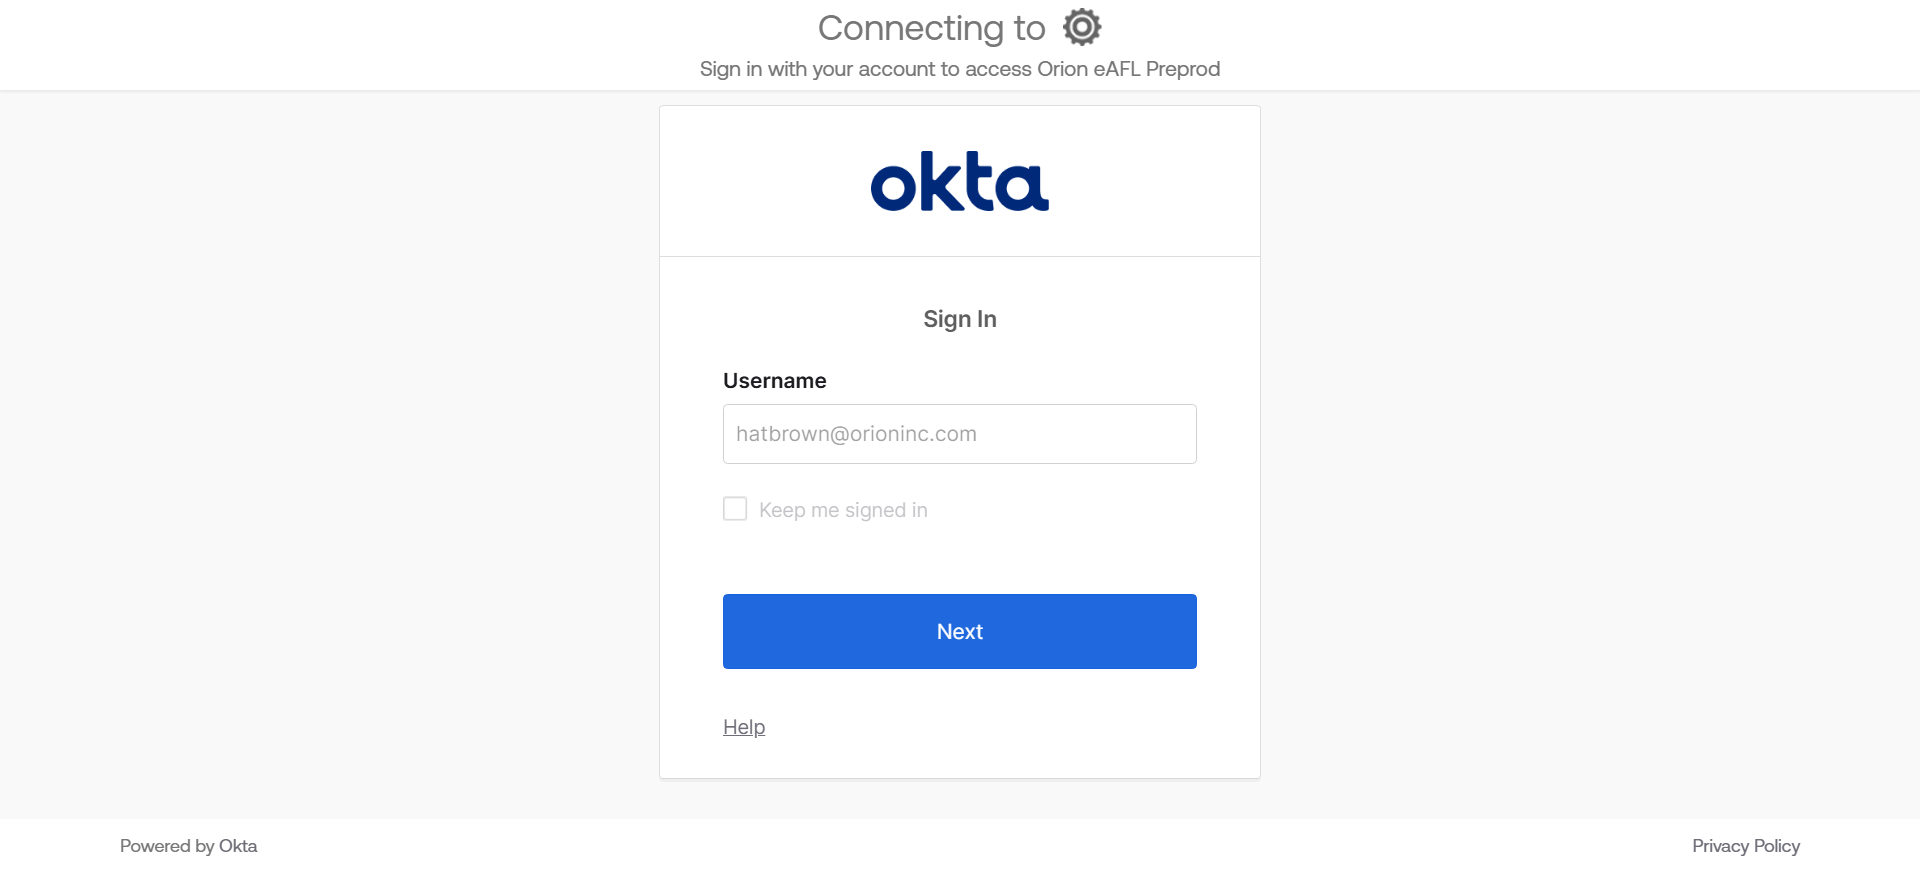 Connecting to
Sign in with your account to access Orion eAFL Preprod
okta
Sign In
Username
hatbrown@orioninc.com
Keep me signed in
Next
Help
Powered by Okta
Privacy Policy